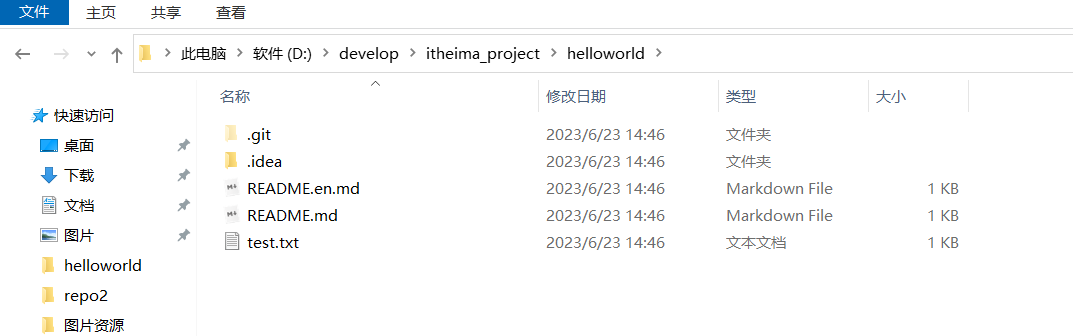 文件 主页 共享 查看
此电脑 软件 (D:) develop itheima_project helloworld
名称 修改日期 类型 大小
快速访问
桌面
下载
文档
图片
helloworld
repo2
图片资源
.git 2023/6/23 14:46 文件夹
.idea 2023/6/23 14:46 文件夹
README.en.md 2023/6/23 14:46 Markdown File 1 KB
README.md 2023/6/23 14:46 Markdown File 1 KB
test.txt 2023/6/23 14:46 文本文档 1 KB